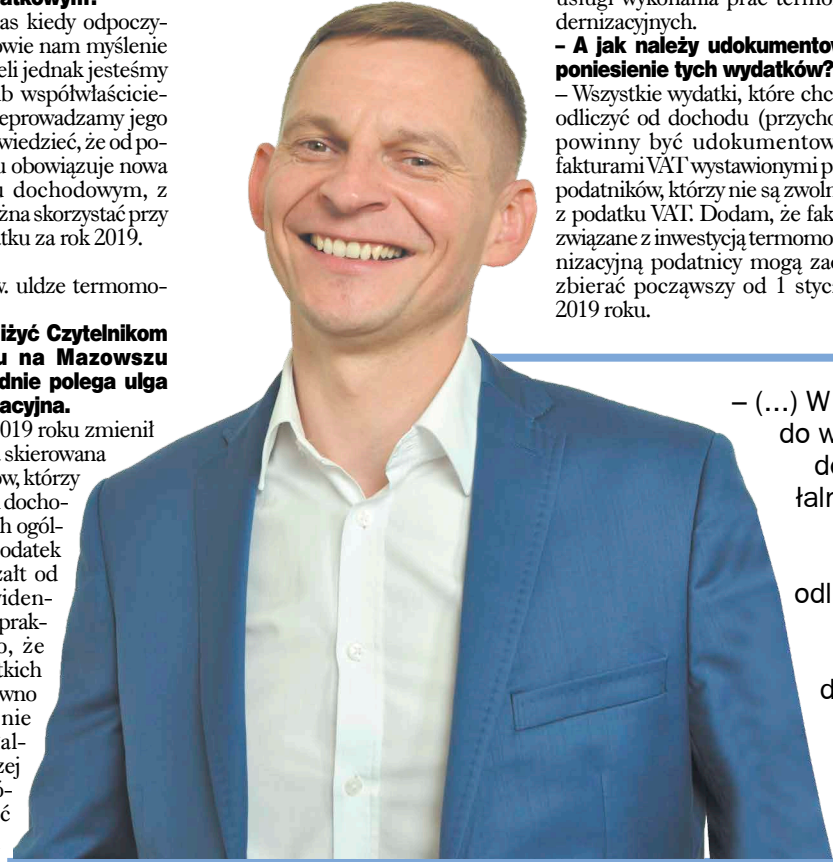 as kiedy odpoczy-
owie nam myślenie
eli jednak jesteśmy
b współwłaścicie-
eprowadzamy jego
wiedzieć, że od po-
u obowiązuje nowa
u dochodowym, z
żna skorzystać przy
tku za rok 2019.
v. uldze termomo-
iżyć Czytelnikom
u na Mazowszu
dnie polega ulga
acyjna.
019 roku zmienił
skierowana
ów, którzy
docho-
h ogól-
odatek
załt od
viden-
prak-
o, że
tkich
wno
nie
al-
zej
ó-
ć
usługi wykonania prac termo
dernizacyjnych.
– A jak należy udokumentow
poniesienie tych wydatków?
– Wszystkie wydatki, które chc
odliczyć od dochodu (przycho
powinny być udokumentow
fakturami VAT wystawionymi p
podatników, którzy nie są zwoln
z podatku VAT. Dodam, że fak
związane z inwestycją termomo
nizacyjną podatnicy mogą zac
zbierać począwszy od 1 stycz
2019 roku.
– (...) W
do w
de
łaln
odl
d